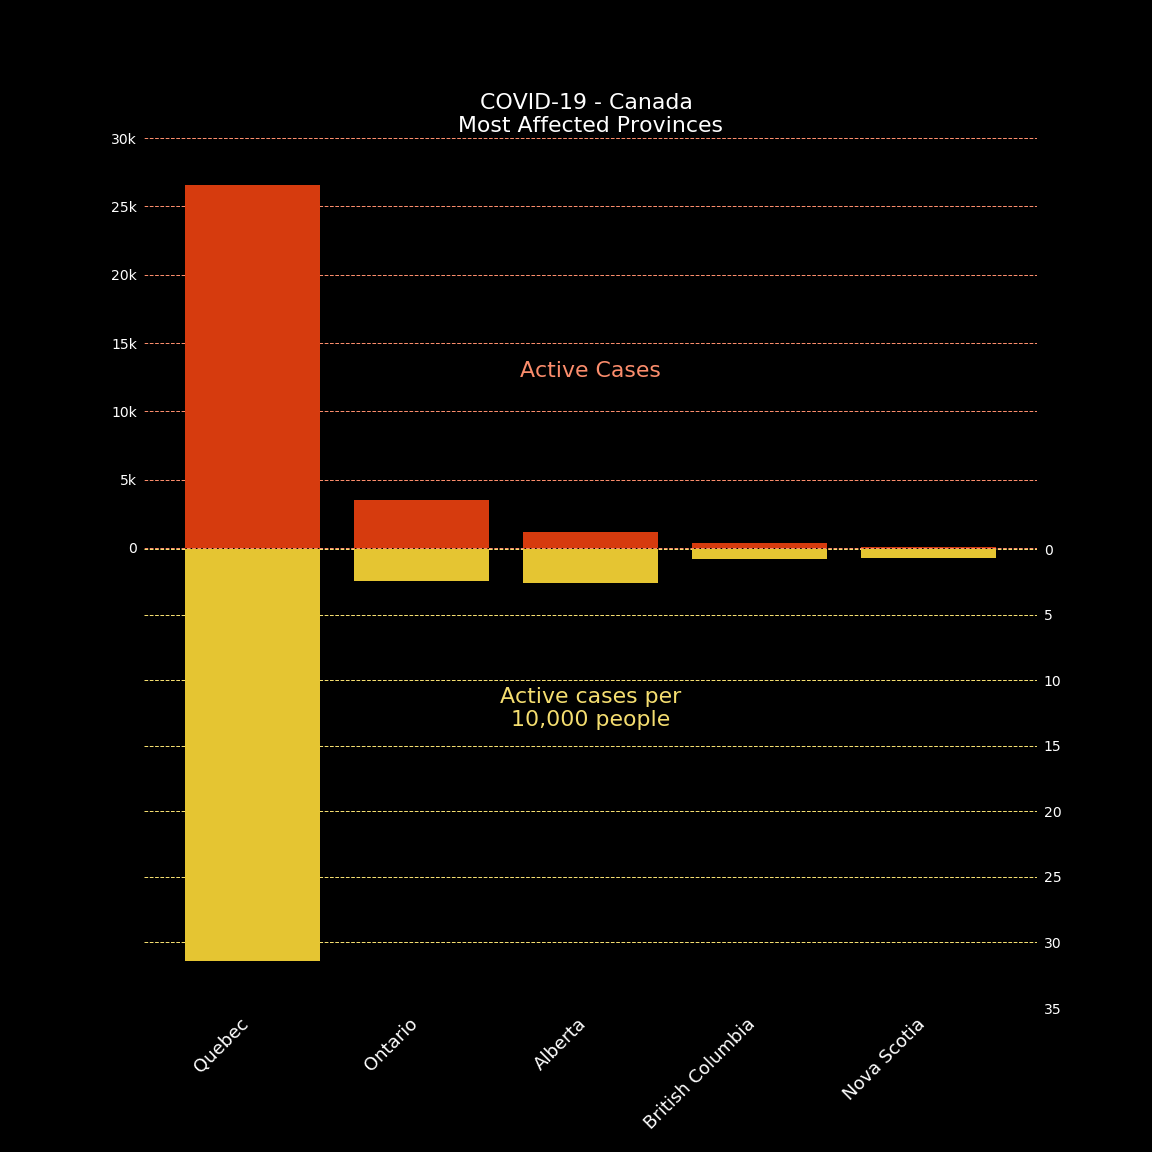 COVID-19 - Canada
Most Affected Provinces
30k
25k
20k
15k
Active Cases
10k
5k
0
0
5
10
Active cases per
10,000 people
15
20
25
30
35
Quebec
Ontario
Alberta
British Columbia
Nova Scotia